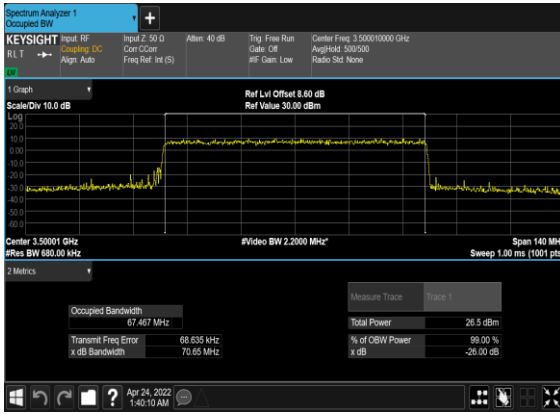 Spectrum Analyzer 1
Occupied BW
+
KEYSIGHT Input: RF Input Z: 50 Ω Atten: 40 dB Trig: Free Run Center Freq: 3.500010000 GHz
RLT Coupling: DC Corr CCorr Gate: Off Avg|Hold: 500/500
Align: Auto Freq Ref: Int (S) #IF Gain: Low Radio Std: None
1 Graph
Ref Lvl Offset 8.60 dB
Scale/Div 10.0 dB Ref Value 30.00 dBm
Log
20.0
10.0
0.00
-10.0
-20.0
-30.0
-40.0
-50.0
-60.0
Center 3.50001 GHz #Video BW 2.2000 MHz* Span 140 MH
#Res BW 680.00 kHz Sweep 1.00 ms (1001 pts
2 Metrics
Measure Trace Trace 1
Occupied Bandwidth
67.467 MHz Total Power 26.5 dBm
Transmit Freq Error 68.635 kHz % of OBW Power 99.00 %
x dB Bandwidth 70.65 MHz x dB -26.00 dB
? Apr 24, 2022
1:40:10 AM